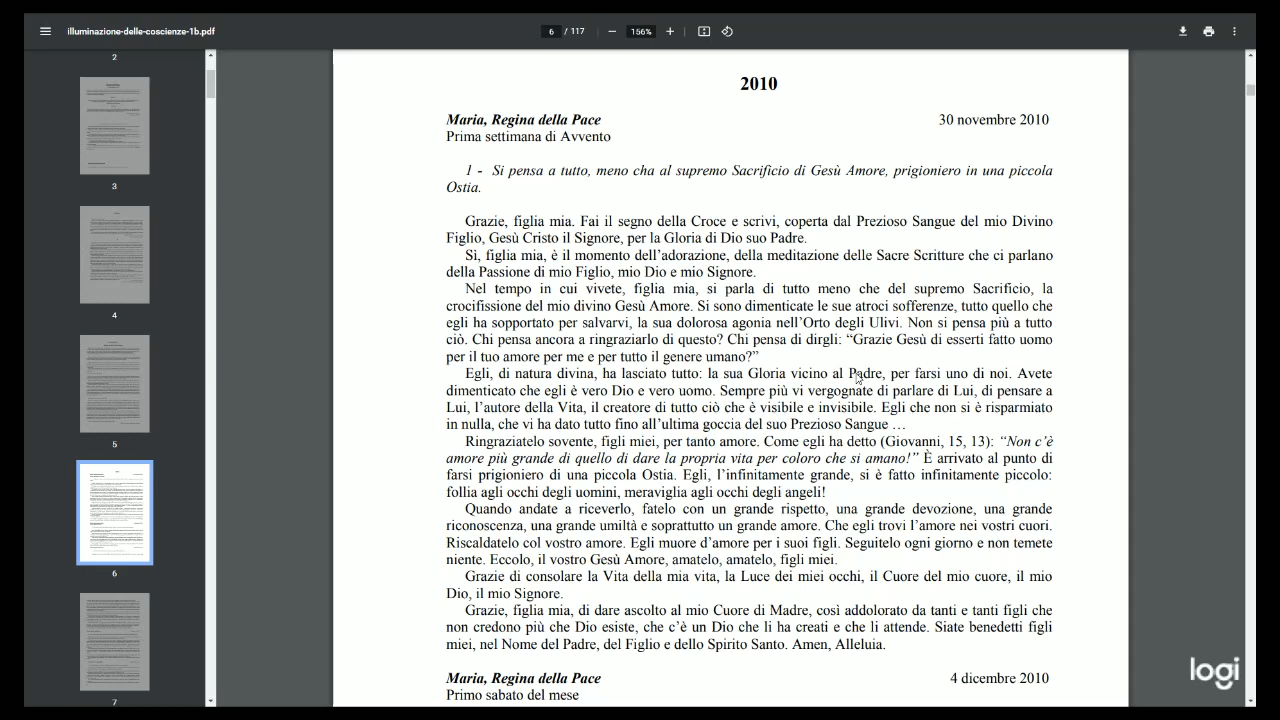 illuminazione-delle-coscienze-1b.pdf
6 / 117
156%
2
3
4
5
6
7
2010
Maria, Regina della Pace 30 novembre 2010
Prima settimana di Avvento
1 - Si pensa a tutto, meno cha al supremo Sacrificio di Gesù Amore, prigioniero in una piccola
Ostia.
Grazie, figlia mia. Fai il segno della Croce e scrivi, coperta dal Prezioso Sangue del mio Divino
Figlio, Gesù Cristo il Signore, per la Gloria di Dio suo Padre.
Sì, figlia mia, è il momento dell'adorazione, della meditazione delle Sacre Scritture che ci parlano
della Passione di mio Figlio, mio Dio e mio Signore.
Nel tempo in cui vivete, figlia mia, si parla di tutto meno che del supremo Sacrificio, la
crocifissione del mio divino Gesù Amore. Si sono dimenticate le sue atroci sofferenze, tutto quello che
egli ha sopportato per salvarvi, la sua dolorosa agonia nell'Orto degli Ulivi. Non si pensa più a tutto
ciò. Chi pensa ancora a ringraziarlo di questo? Chi pensa di dirgli: "Grazie Gesù di esserti fatto uomo
per il tuo amore per me e per tutto il genere umano?"
Egli, di natura divina, ha lasciato tutto: la sua Gloria vicino al Padre, per farsi uno di noi. Avete
dimenticato che egli è vero Dio e vero uomo. Sempre più vi vergognate di parlare di Lui, di pensare a
Lui, l'autore della Vita, il creatore di tutto ciò che è visibile e invisibile. Egli che non si è risparmiato
in nulla, che vi ha dato tutto fino all'ultima goccia del suo Prezioso Sangue …
Ringraziatelo sovente, figli miei, per tanto amore. Come egli ha detto (Giovanni, 15, 13): "Non c'è
amore più grande di quello di dare la propria vita per coloro che si amano!" È arrivato al punto di
farsi prigioniero di una piccola Ostia. Egli, l'infinitamente grande, si è fatto infinitamente piccolo:
follia agli occhi degli uomini, meraviglia agli occhi degli angeli!
Quando andate a riceverlo, fatelo con un grande rispetto, una grande devozione, una grande
riconoscenza, una grande umiltà e soprattutto un grande amore. Che egli trovi l'amore nei vostri cuori.
Riscaldatelo col vostro amore. Egli muore d'amore per i suoi figli. Seguitelo ogni giorno e non temete
niente. Eccolo, il vostro Gesù Amore, amatelo, amatelo, figli miei.
Grazie di consolare la Vita della mia vita, la Luce dei miei occhi, il Cuore del mio cuore, il mio
Dio, il mio Signore.
Grazie, figlia mia, di dare ascolto al mio Cuore di Madre, così addolorato da tanti e tanti figli che
non credono più che Dio esiste, che c'è un Dio che li ha creati e che li attende. Siate benedetti figli
miei, nel Nome del Padre, del Figlio e dello Spirito Santo. Amen, Alleluia.
Maria, Regina della Pace 4 dicembre 2010
Primo sabato del mese
logi